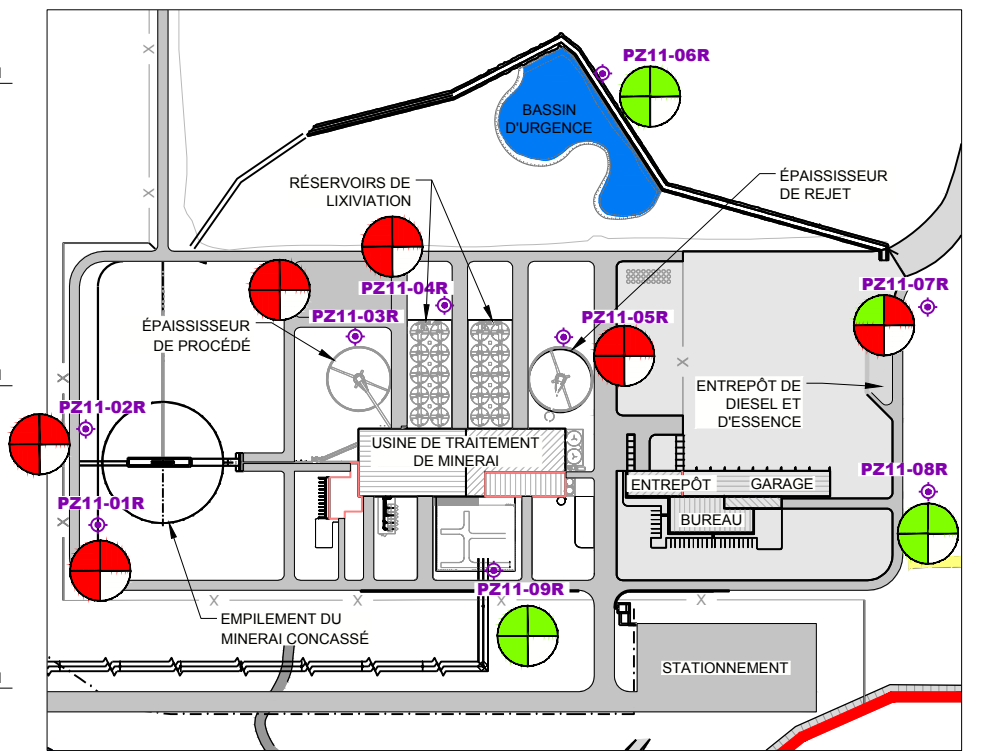 PZ11-06R
BASSIN
D'URGENCE
ÉPAISSISSEUR
DE REJET
RÉSERVOIRS DE
LIXIVIATION
PZ11-04R
PZ11-07R
PZ11-03R
PZ11-05R
ÉPAISSISSEUR
DE PROCÉDÉ
ENTREPÔT DE
DIESEL ET
D'ESSENCE
PZ11-02R
USINE DE TRAITEMENT
DE MINERAI
PZ11-08R
ENTREPÔT
GARAGE
PZ11-01R
BUREAU
PZ11-09R
EMPILEMENT DU
MINERAI CONCASSÉ
STATIONNEMENT